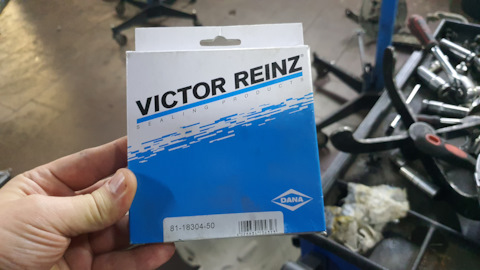 VICTOR REINZ
SEALING PRODUCTS
DANA
81-18304-50